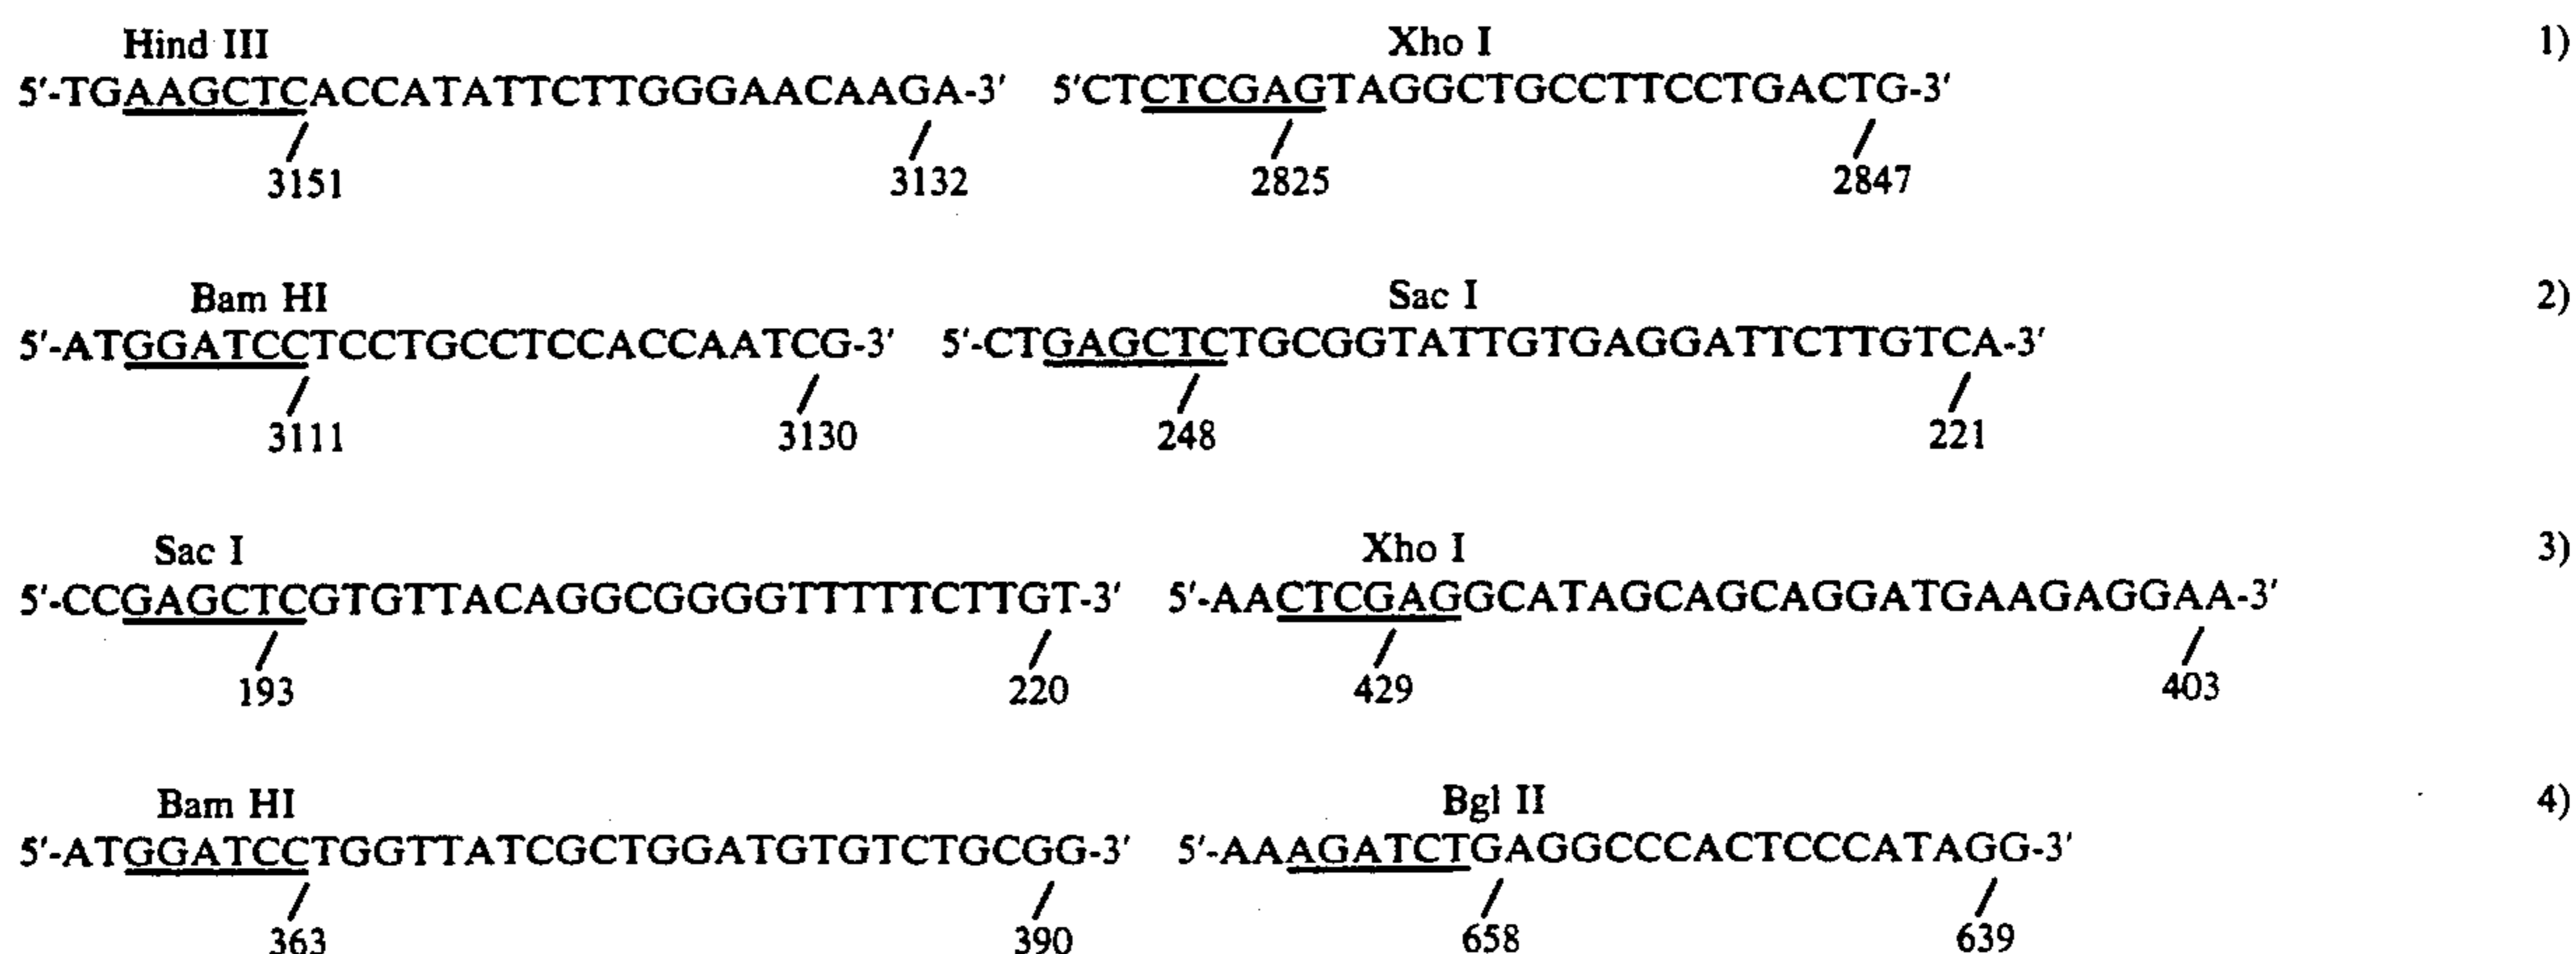 Hind III Xho I 1)
5'-TGAAGCTCACCATATTCTTGGGAACAAGA-3' 5'CTCTCGAGTAGGCTGCCTTCCTGACTG-3'
3151 3132 2825 2847
Bam HI Sac I 2)
5'-ATGGATCCTCCTGCCTCCACCAATCG-3' 5'-CTGAGCTCTGCGGTATTGTGAGGATTCTTGTCA-3'
3111 3130 248 221
Sac I Xho I 3)
5'-CCGAGCTCGTGTTACAGGCGGGGTTTTTCTTGT-3' 5'-AACTCGAGGCATAGCAGCAGGATGAAGAGGAA-3'
193 220 429 403
Bam HI Bgl II 4)
5'-ATGGATCCTGGTTATCGCTGGATGTGTCTGCGG-3' 5'-AAAGATCTGAGGCCCACTCCCATAGG-3'
363 390 658 639